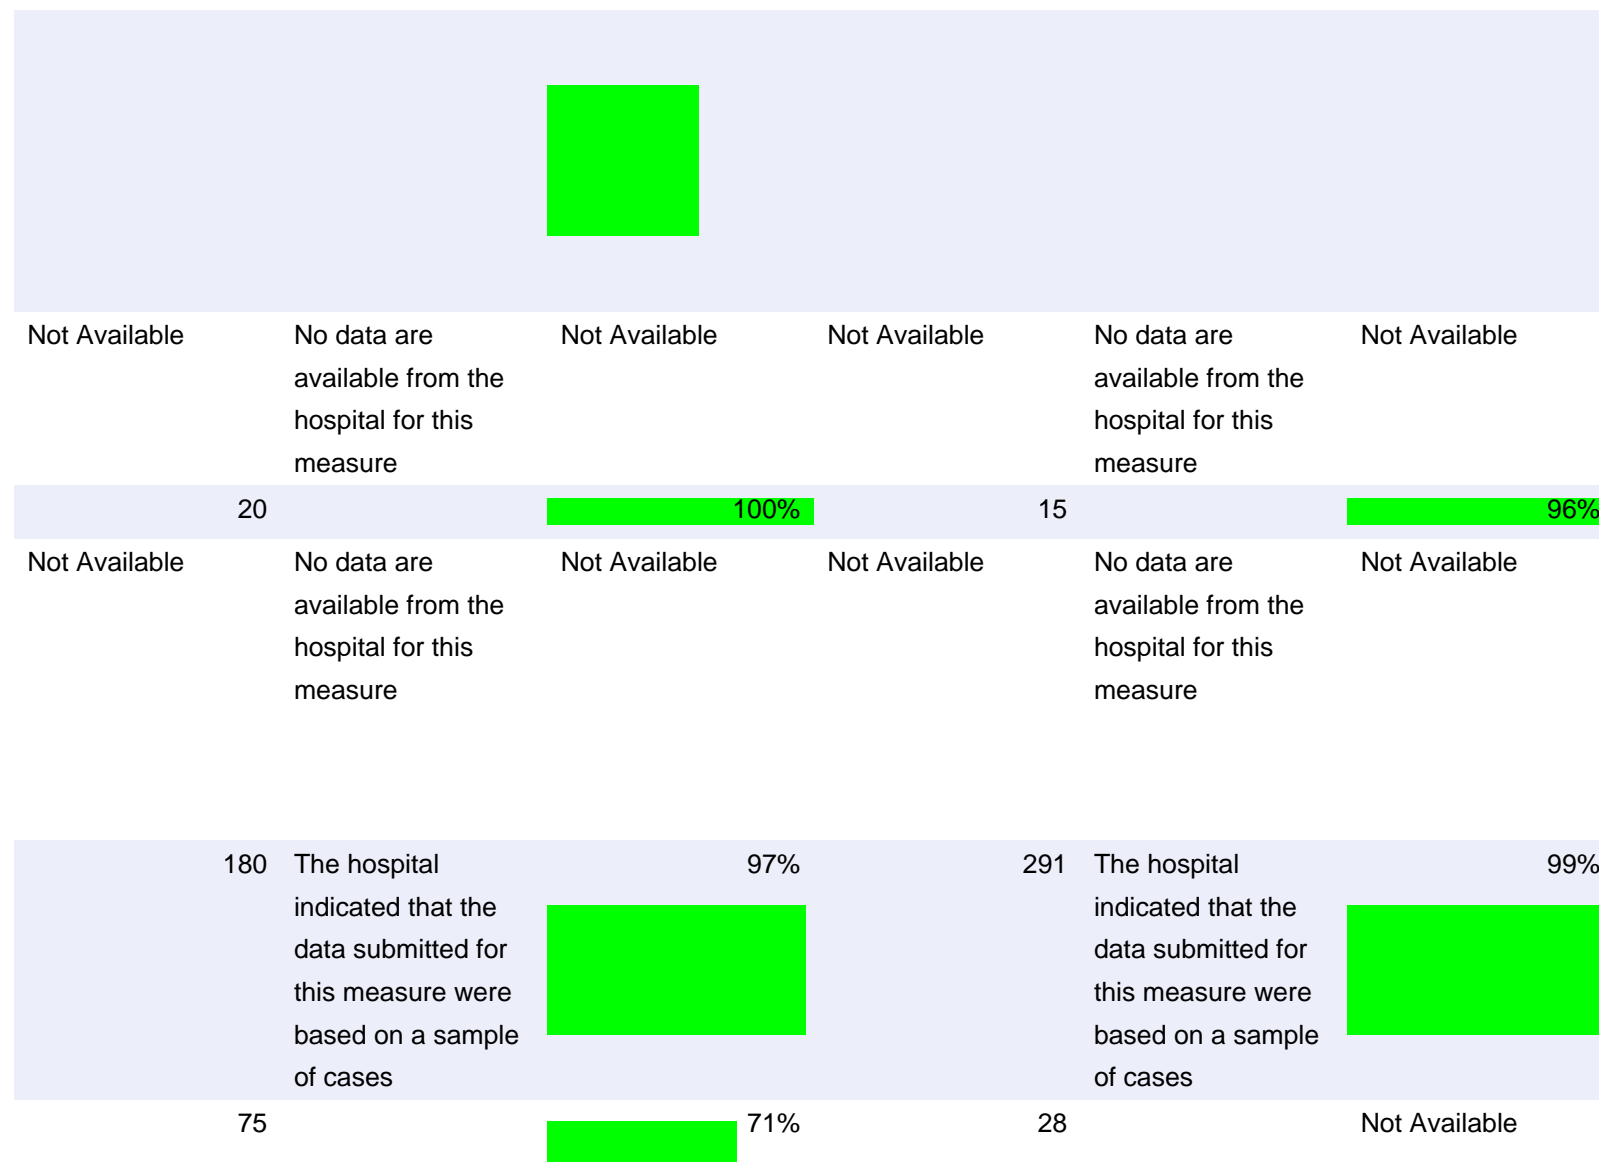 Not Available No data are Not Available Not Available No data are Not Available
available from the available from the
hospital for this hospital for this
measure measure
20 100% 15 96%
Not Available No data are Not Available Not Available No data are Not Available
available from the available from the
hospital for this hospital for this
measure measure
180 The hospital 97% 291 The hospital 99%
indicated that the indicated that the
data submitted for data submitted for
this measure were this measure were
based on a sample based on a sample
of cases of cases
75 71% 28 Not Available